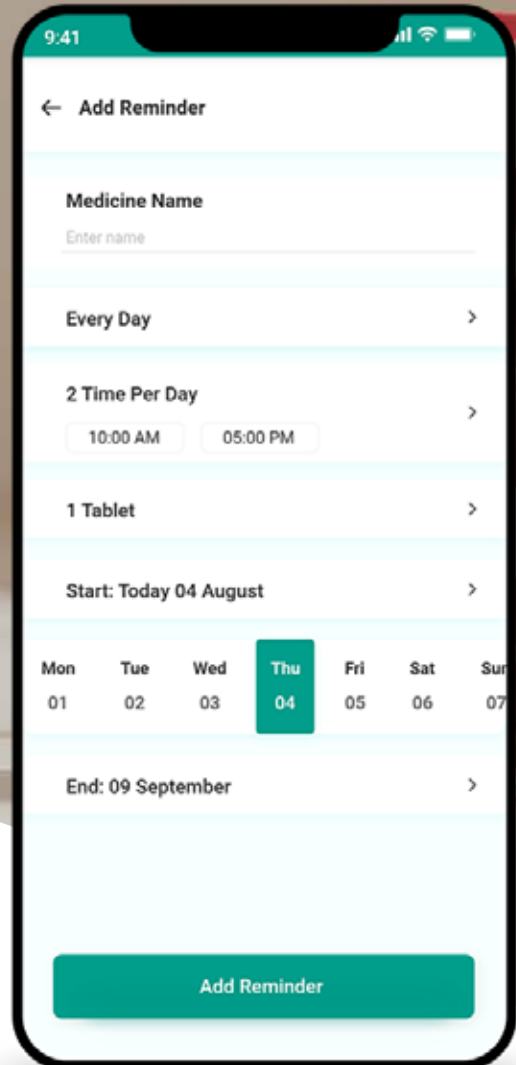 9:41
← Add Reminder
Medicine Name
Enter name
Every Day >
2 Time Per Day >
10:00 AM 05:00 PM
1 Tablet >
Start: Today 04 August >
Mon Tue Wed Thu Fri Sat Sun
01 02 03 04 05 06 07
End: 09 September >
Add Reminder